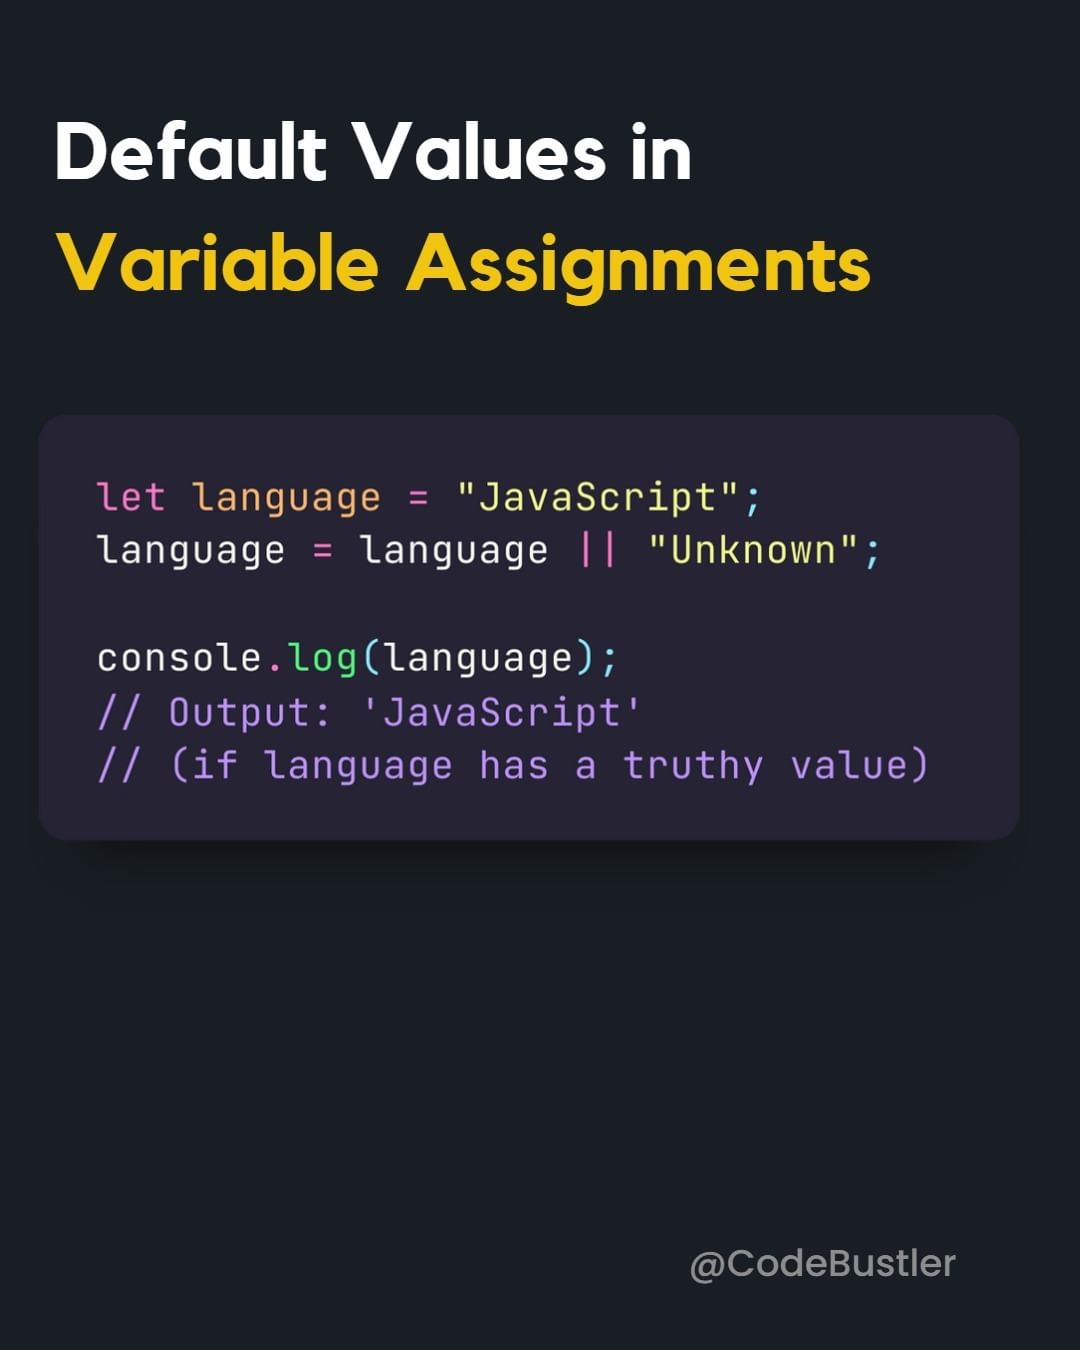 Default Values in
Variable Assignments
let language = "JavaScript";
language = language || "Unknown";
console.log(language);
// Output: 'JavaScript'
// (if language has a truthy value)
@CodeBustler